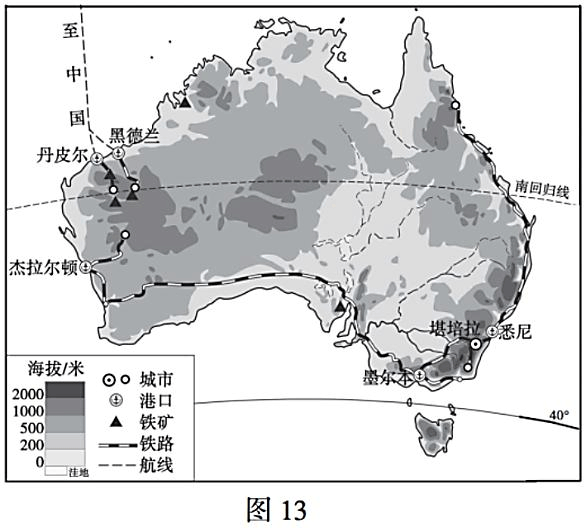 至
中
国
黑德兰
丹皮尔
南回归线
杰拉尔顿
堪培拉
悉尼
墨尔本
海拔/米
2000
1000
500
200
0
洼地
城市
港口
铁矿
铁路
航线
40°
图 13